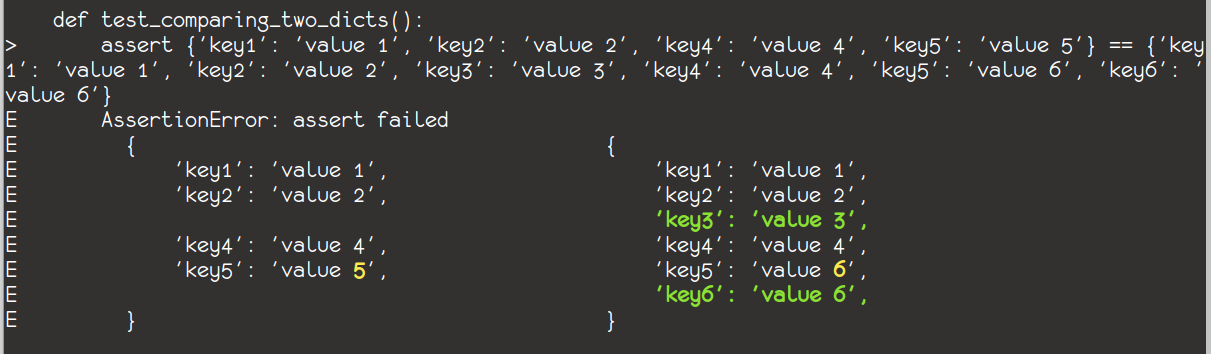 def test_comparing_two_dicts():
>       assert {'key1': 'value 1', 'key2': 'value 2', 'key4': 'value 4', 'key5': 'value 5'} == {'key
1': 'value 1', 'key2': 'value 2', 'key3': 'value 3', 'key4': 'value 4', 'key5': 'value 6', 'key6': '
value 6'}
E       AssertionError: assert failed
E         {                                       {
E             'key1': 'value 1',                      'key1': 'value 1',
E             'key2': 'value 2',                      'key2': 'value 2',
E                                                     'key3': 'value 3',
E             'key4': 'value 4',                      'key4': 'value 4',
E             'key5': 'value 5',                      'key5': 'value 6',
E                                                     'key6': 'value 6',
E         }                                       }